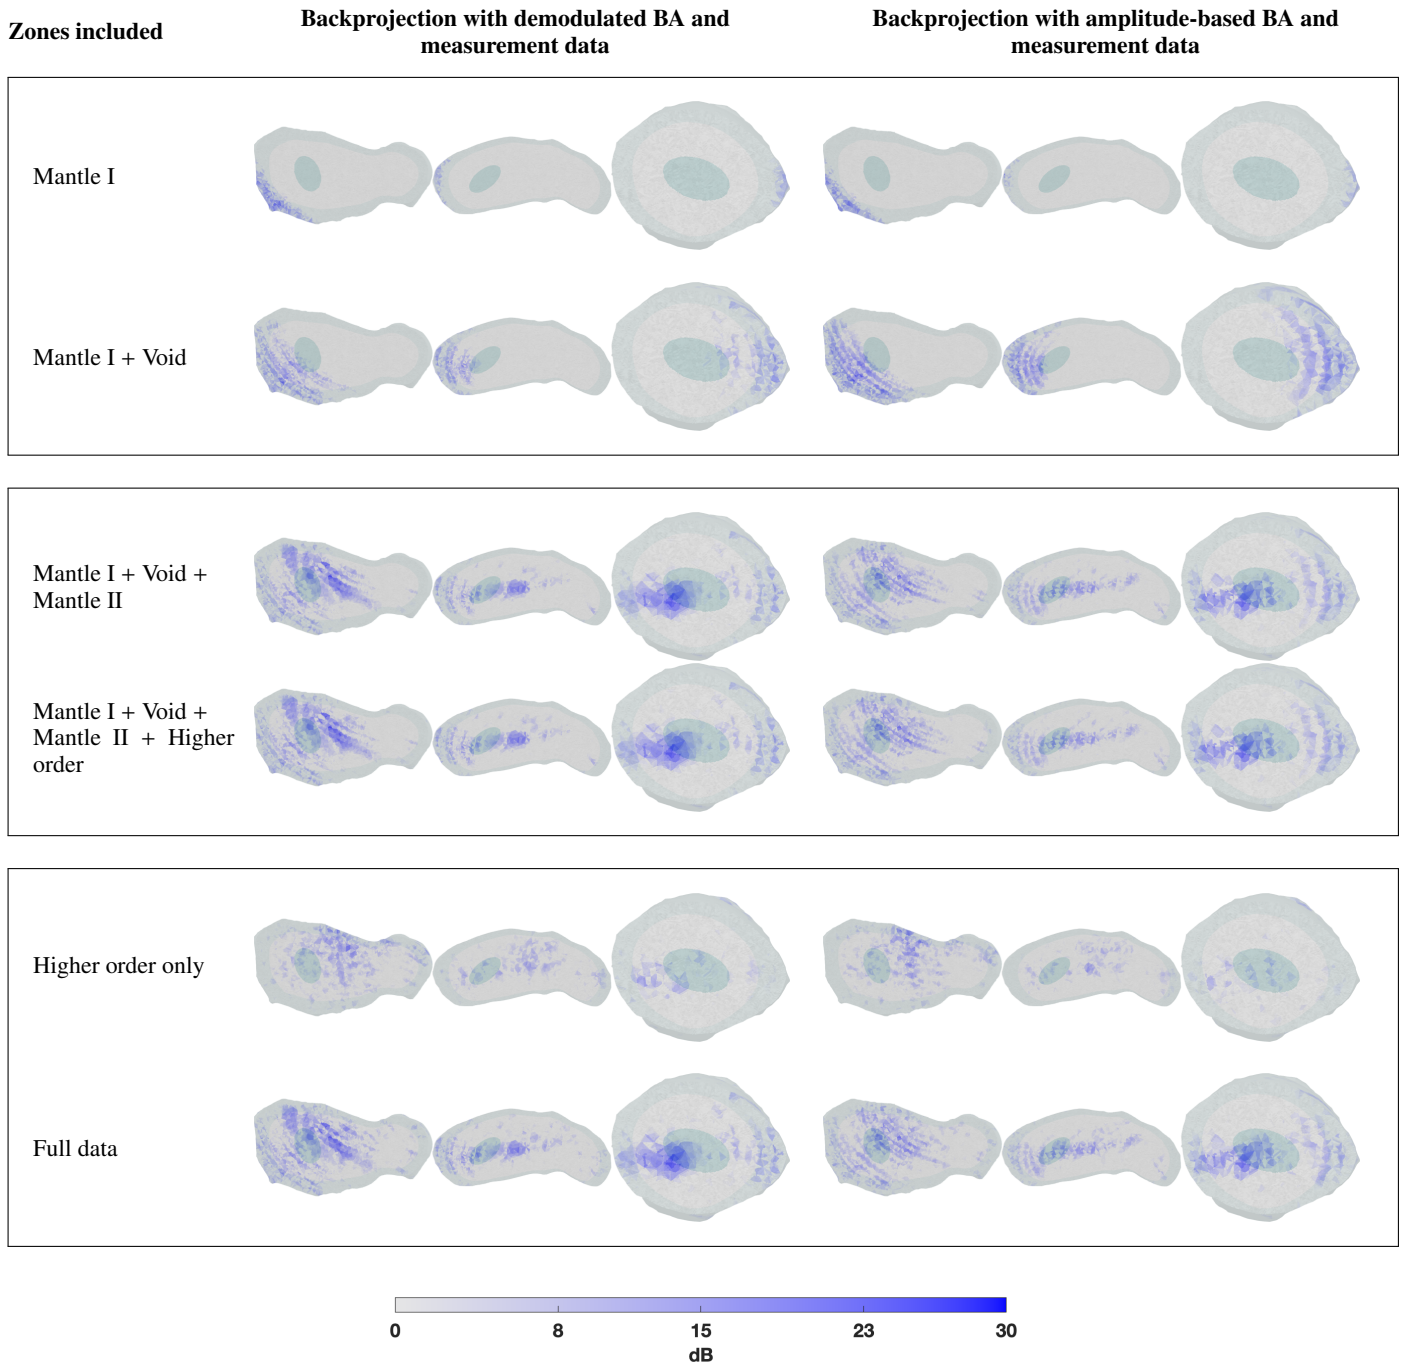 Zones included
Backprojection with demodulated BA and
measurement data
Backprojection with amplitude-based BA and
measurement data
Mantle I
Mantle I + Void
Mantle I + Void +
Mantle II
Mantle I + Void +
Mantle II + Higher
order
Higher order only
Full data
0 8 15 23 30
dB